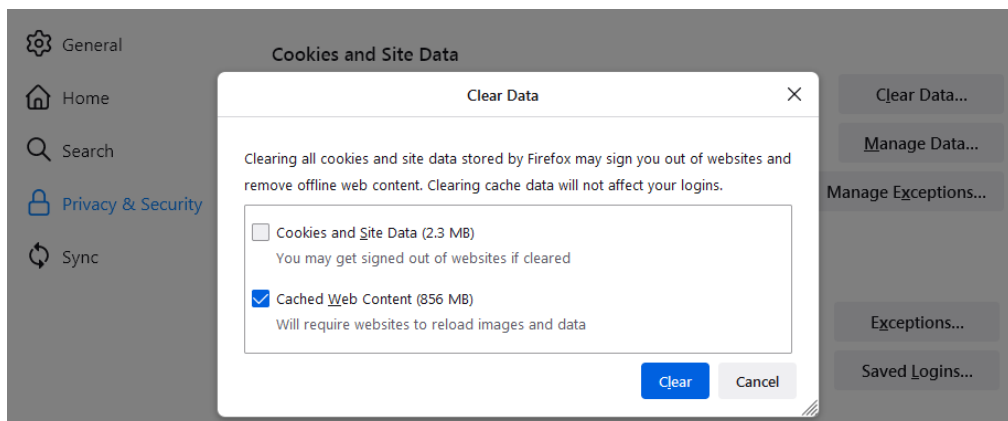 General
Home
Search
Privacy & Security
Sync
Cookies and Site Data
Clear Data...
Manage Data...
Manage Exceptions...
Exceptions...
Saved Logins...
Clear Data
Clearing all cookies and site data stored by Firefox may sign you out of websites and
remove offline web content. Clearing cache data will not affect your logins.
Cookies and Site Data (2.3 MB)
You may get signed out of websites if cleared
Cached Web Content (856 MB)
Will require websites to reload images and data
Clear
Cancel